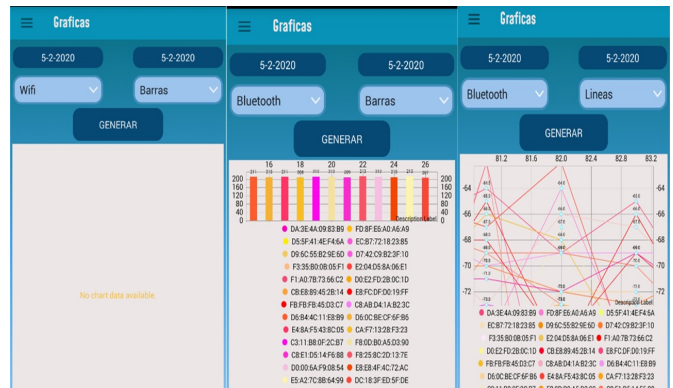 Graficas
5-2-2020 5-2-2020
Wifi Barras
GENERAR
No chart data available.
Graficas
5-2-2020 5-2-2020
Bluetooth Barras
GENERAR
16 18 20 22 24 26
200 200
160 160
120 120
80 80
40 40
0 0
Description Label
DA:3E:4A:09:83:B9 FD:8F:E6:A0:A6:A9
D5:5F:41:4E:F4:6A EC:B7:72:18:23:85
D9:6C:55:B2:9E:6D D7:42:C9:B2:3F:10
F3:35:B0:0B:05:F1 E2:04:D5:8A:06:E1
F1:A0:7B:73:66:C2 D0:E2:FD:2B:0C:1D
CB:E8:89:45:2B:14 E8:FC:DF:D0:19:FF
FB:FB:FB:45:D3:C7 C8:AB:D4:1A:B2:3C
D6:B4:4C:11:E8:B9 D6:0C:BE:CF:6F:B6
E4:8A:F5:43:8C:05 CA:F7:13:28:F3:23
C3:11:B8:0F:2C:B7 F8:0D:B0:A5:D3:90
C8:E1:D5:14:F6:88 F8:25:8C:2D:13:7E
D0:00:6A:F9:08:54 EE:E8:4F:4C:72:AC
E5:A2:7C:8B:64:99 DC:18:3F:ED:5F:DE
Graficas
5-2-2020 5-2-2020
Bluetooth Lineas
GENERAR
81.2 81.6 82.0 82.4 82.8 83.2
-64
-66 -66
-68 -68
-70 -70
-72 -72
Description Label
DA:3E:4A:09:83:B9 FD:8F:E6:A0:A6:A9 D5:5F:41:4E:F4:6A
EC:B7:72:18:23:85 D9:6C:55:B2:9E:6D D7:42:C9:B2:3F:10
F3:35:B0:0B:05:F1 E2:04:D5:8A:06:E1 F1:A0:7B:73:66:C2
D0:E2:FD:2B:0C:1D CB:E8:89:45:2B:14 E8:FC:DF:D0:19:FF
FB:FB:FB:45:D3:C7 C8:AB:D4:1A:B2:3C D6:B4:4C:11:E8:B9
D6:0C:BE:CF:6F:B6 E4:8A:F5:43:8C:05 CA:F7:13:28:F3:23